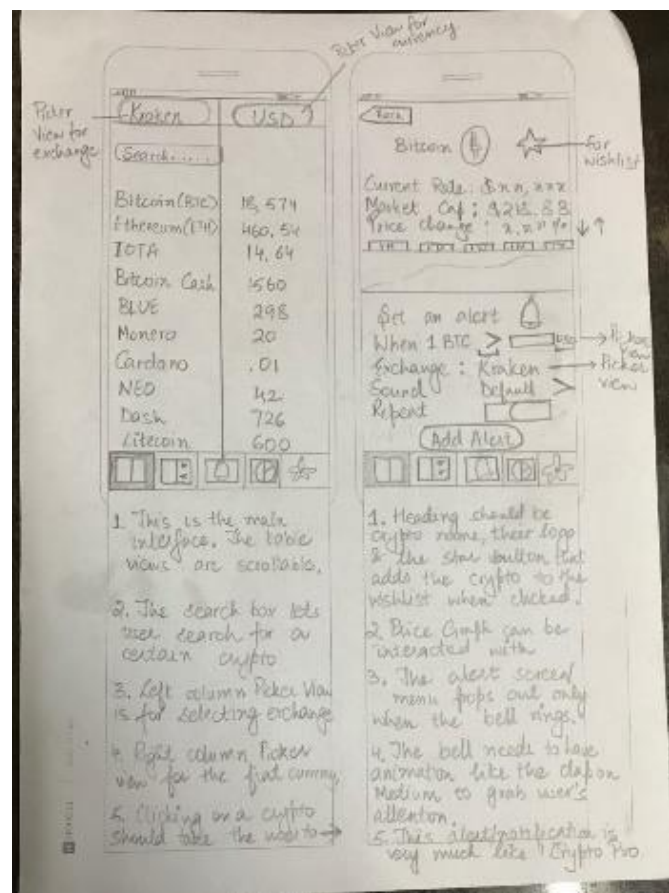 Picker View for
currency
Picker
View for
exchange
Kraken
USD
Search.....
Bitcoin (BTC) 18,574
Ethereum (ETH) 460.54
IOTA 14.64
Bitcoin Cash 560
BLUE 298
Monero 20
Cardano .01
NEO 42
Dash 726
Litecoin 600
1. This is the main
interface. The table
views are scrollable.
2. The search box lets
user search for a
certain crypto
3. Left column Picker View
is for selecting exchange
4. Right column Picker
view for the fiat
5. Clicking on a crypto
should take the user to →
Back
Bitcoin
for
wishlist
Current Rate: $xx,xxx
Market Cap:
Price change: x.xx% ↓↑
Set an alert
When 1 BTC > USD
Picker
view
Exchange: Kraken
Picker
view
Sound Default >
Repeat
Add Alert
1. Heading should be
crypto name, their logo
& the star button that
adds the crypto to the
wishlist when clicked.
2. Price Graph can be
interacted with
3. The alert screen/
menu pops out only
when the bell rings.
4. The bell needs to have
animation like the clap on
Medium to grab user's
attention.
5. This alert/notification is
very much like "Crypto Pro